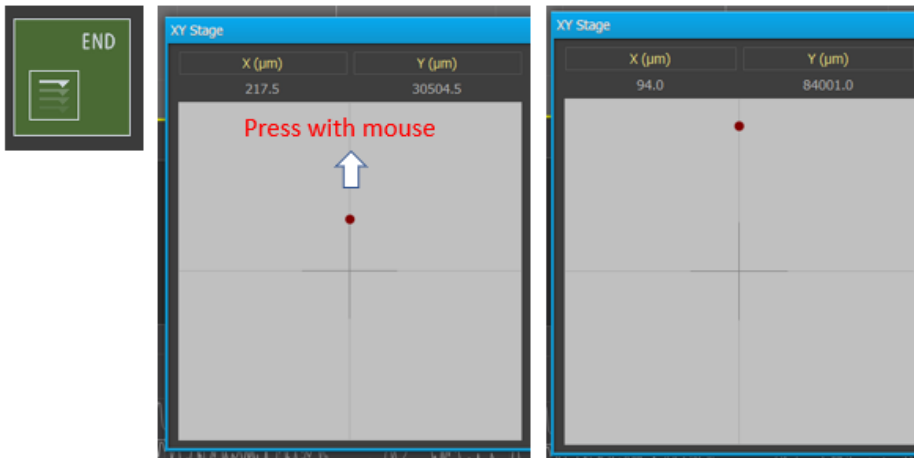 END
XY Stage
X (µm) Y (µm)
217.5 30504.5
Press with mouse
XY Stage
X (µm) Y (µm)
94.0 84001.0